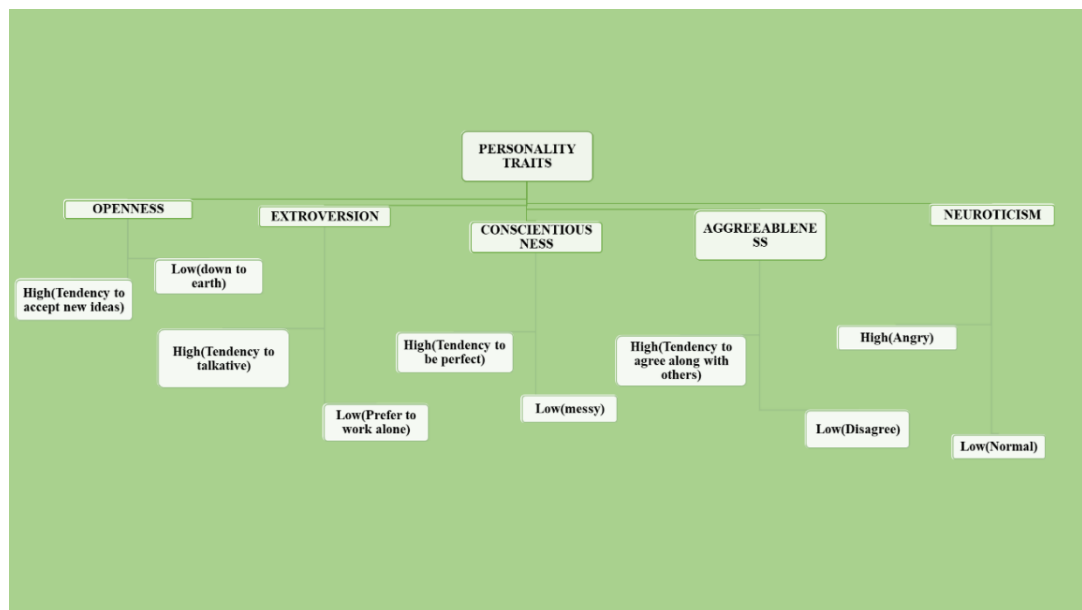 PERSONALITY
TRAITS
OPENNESS
EXTROVERSION
CONSCIENTIOUS
NESS
AGGREEABLENE
SS
NEUROTICISM
High(Tendency to
accept new ideas)
Low(down to
earth)
High(Tendency to
talkative)
Low(Prefer to
work alone)
High(Tendency to
be perfect)
Low(messy)
High(Tendency to
agree along with
others)
Low(Disagree)
High(Angry)
Low(Normal)